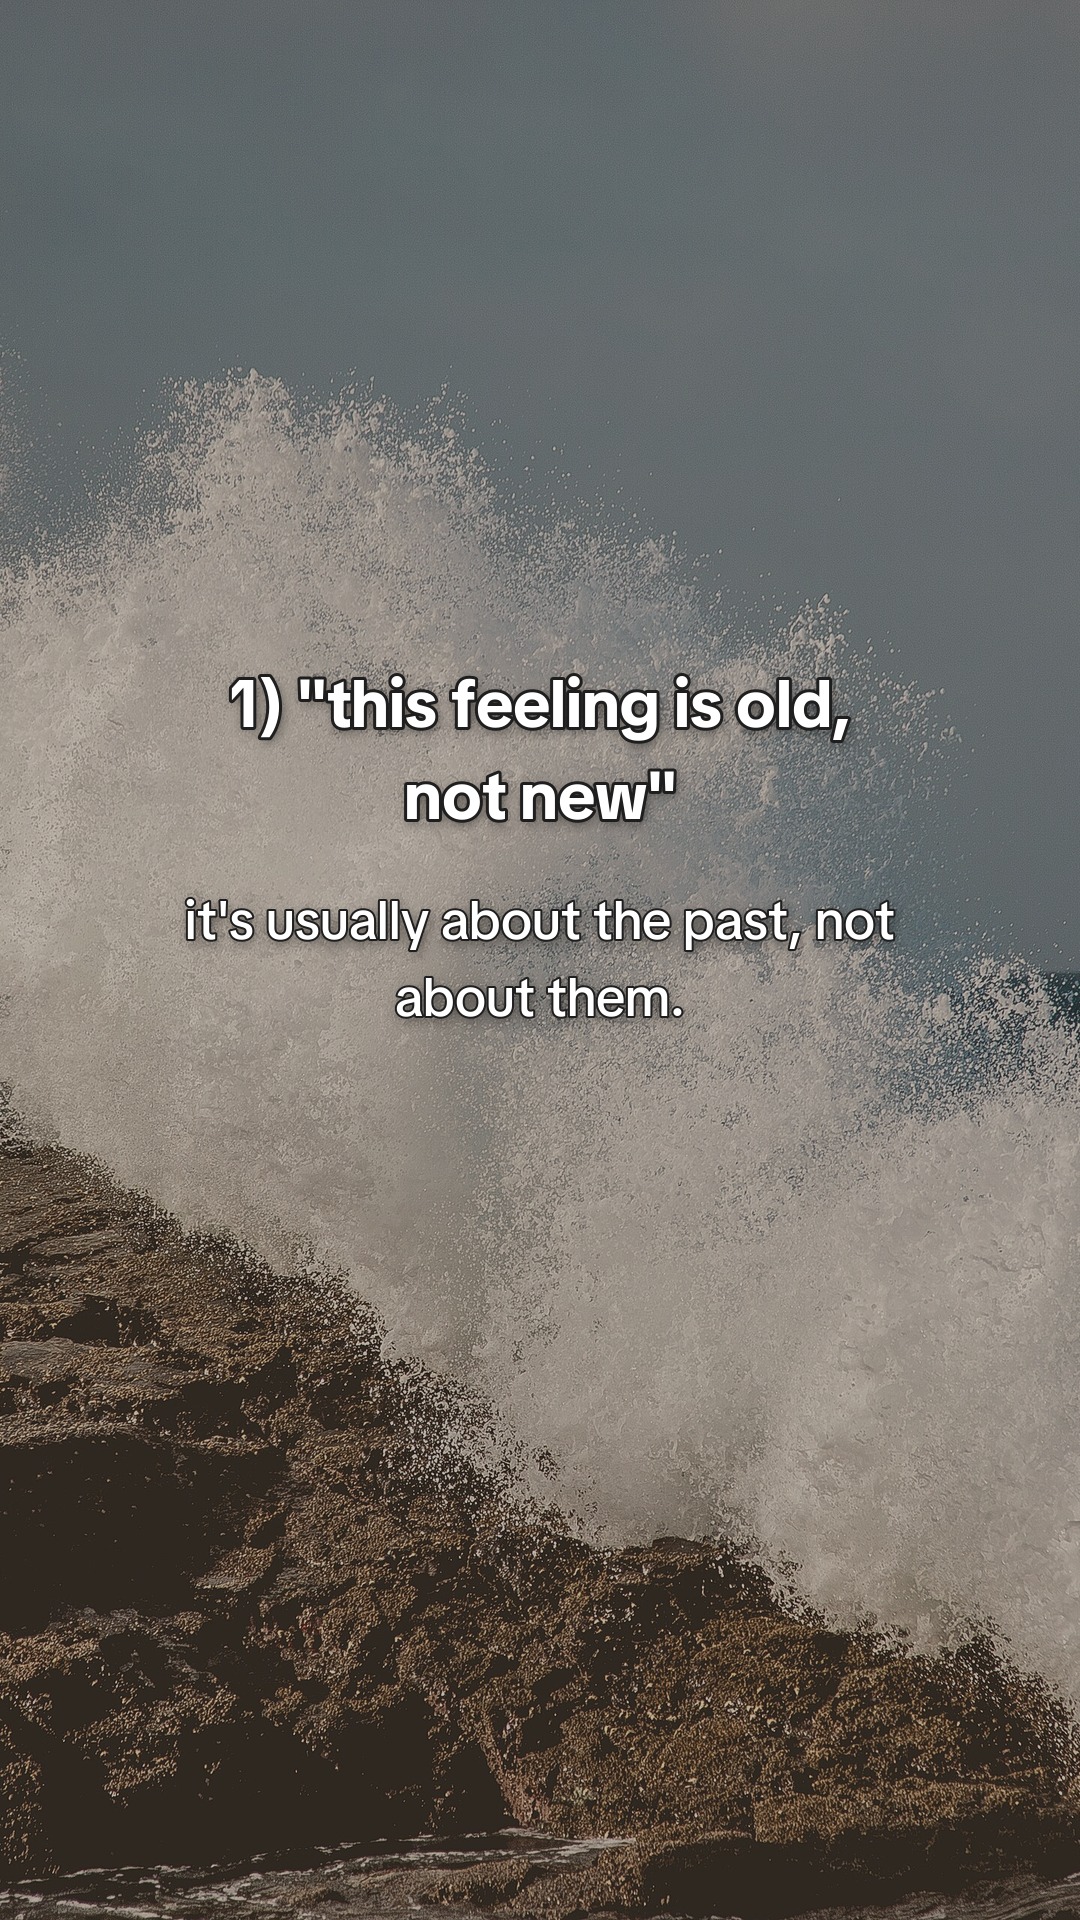 1) "this feeling is old,
not new"
it's usually about the past, not
about them.